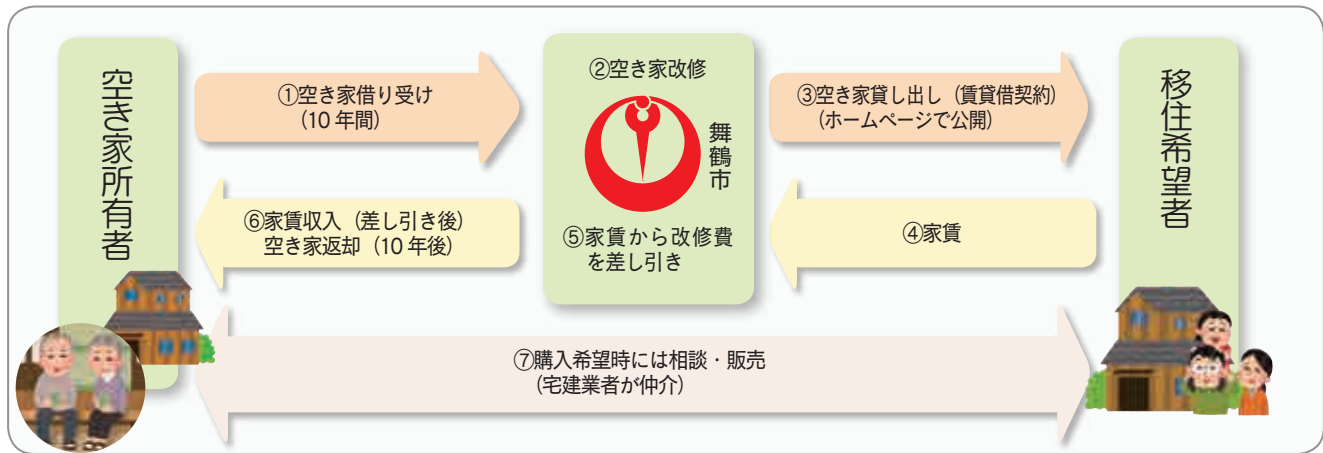 空き家所有者
①空き家借り受け
(10 年間)
②空き家改修
舞鶴市
③空き家貸し出し（賃貸借契約）
(ホームページで公開)
移住希望者
④家賃
⑤家賃から改修費
を差し引き
⑥家賃収入（差し引き後）
空き家返却（10 年後）
⑦購入希望時には相談・販売
(宅建業者が仲介)